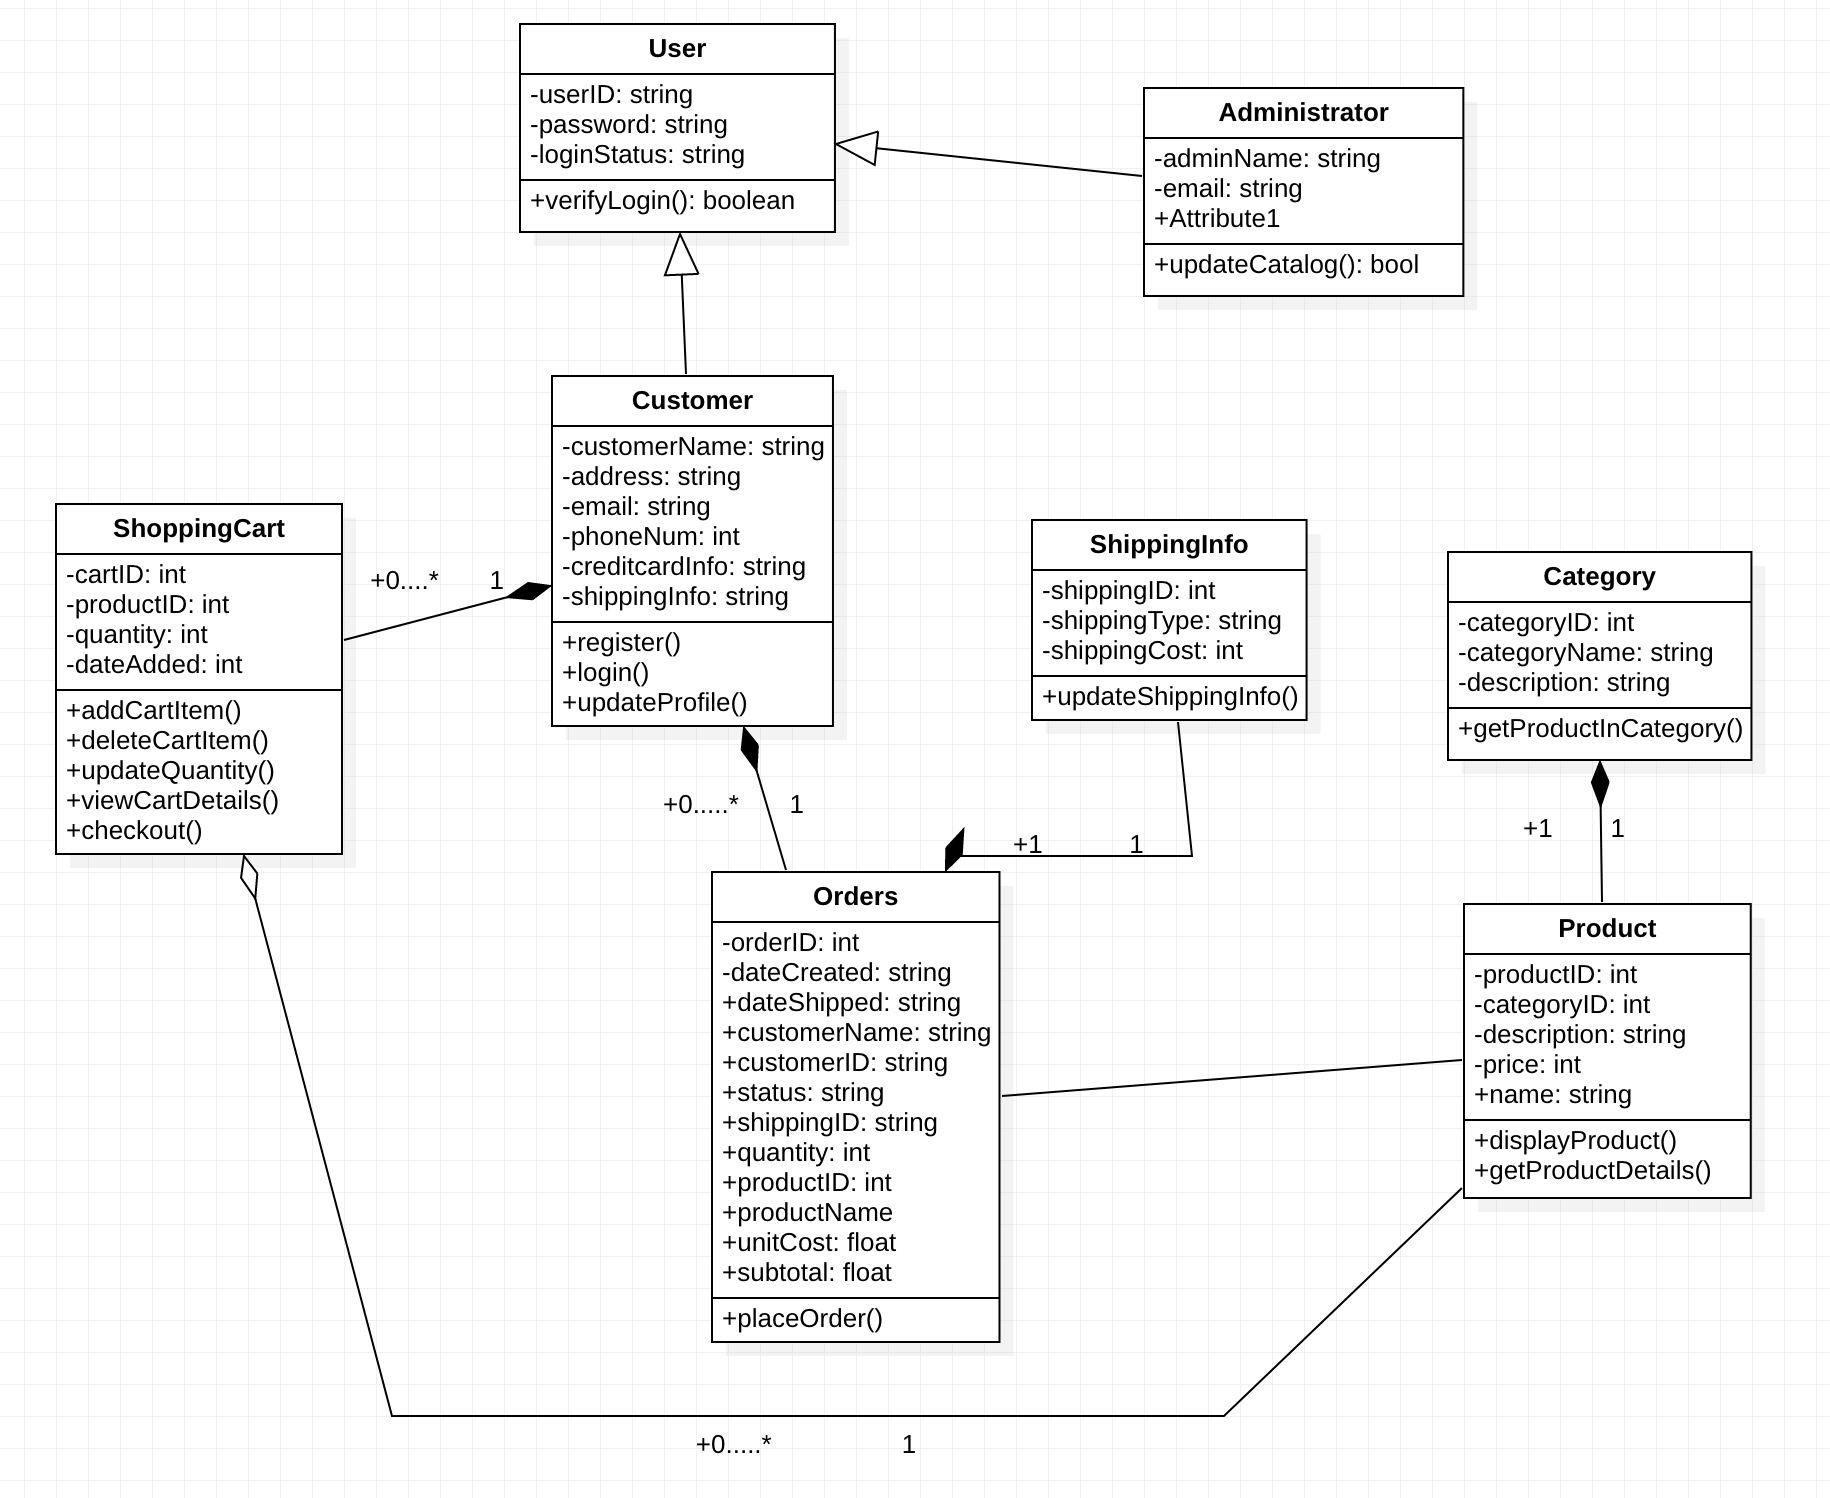 User
-userID: string
-password: string
-loginStatus: string
+verifyLogin(): boolean
Administrator
-adminName: string
-email: string
+Attribute1
+updateCatalog(): bool
Customer
-customerName: string
-address: string
-email: string
-phoneNum: int
-creditcardInfo: string
-shippingInfo: string
+register()
+login()
+updateProfile()
ShoppingCart
-cartID: int
-productID: int
-quantity: int
-dateAdded: int
+addCartItem()
+deleteCartItem()
+updateQuantity()
+viewCartDetails()
+checkout()
+0....* 1
ShippingInfo
-shippingID: int
-shippingType: string
-shippingCost: int
+updateShippingInfo()
Category
-categoryID: int
-categoryName: string
-description: string
+getProductInCategory()
+0.....* 1
+1 1
+1 1
Orders
-orderID: int
-dateCreated: string
+dateShipped: string
+customerName: string
+customerID: string
+status: string
+shippingID: string
+quantity: int
+productID: int
+productName
+unitCost: float
+subtotal: float
+placeOrder()
Product
-productID: int
-categoryID: int
-description: string
-price: int
+name: string
+displayProduct()
+getProductDetails()
+0.....* 1